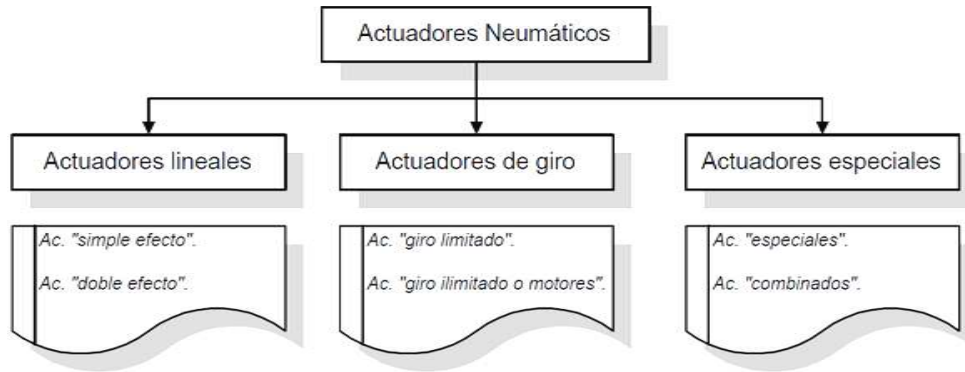 Actuadores Neumáticos
Actuadores lineales
Actuadores de giro
Actuadores especiales
Ac. "simple efecto".
Ac. "doble efecto".
Ac. "giro limitado".
Ac. "giro ilimitado o motores".
Ac. "especiales".
Ac. "combinados".